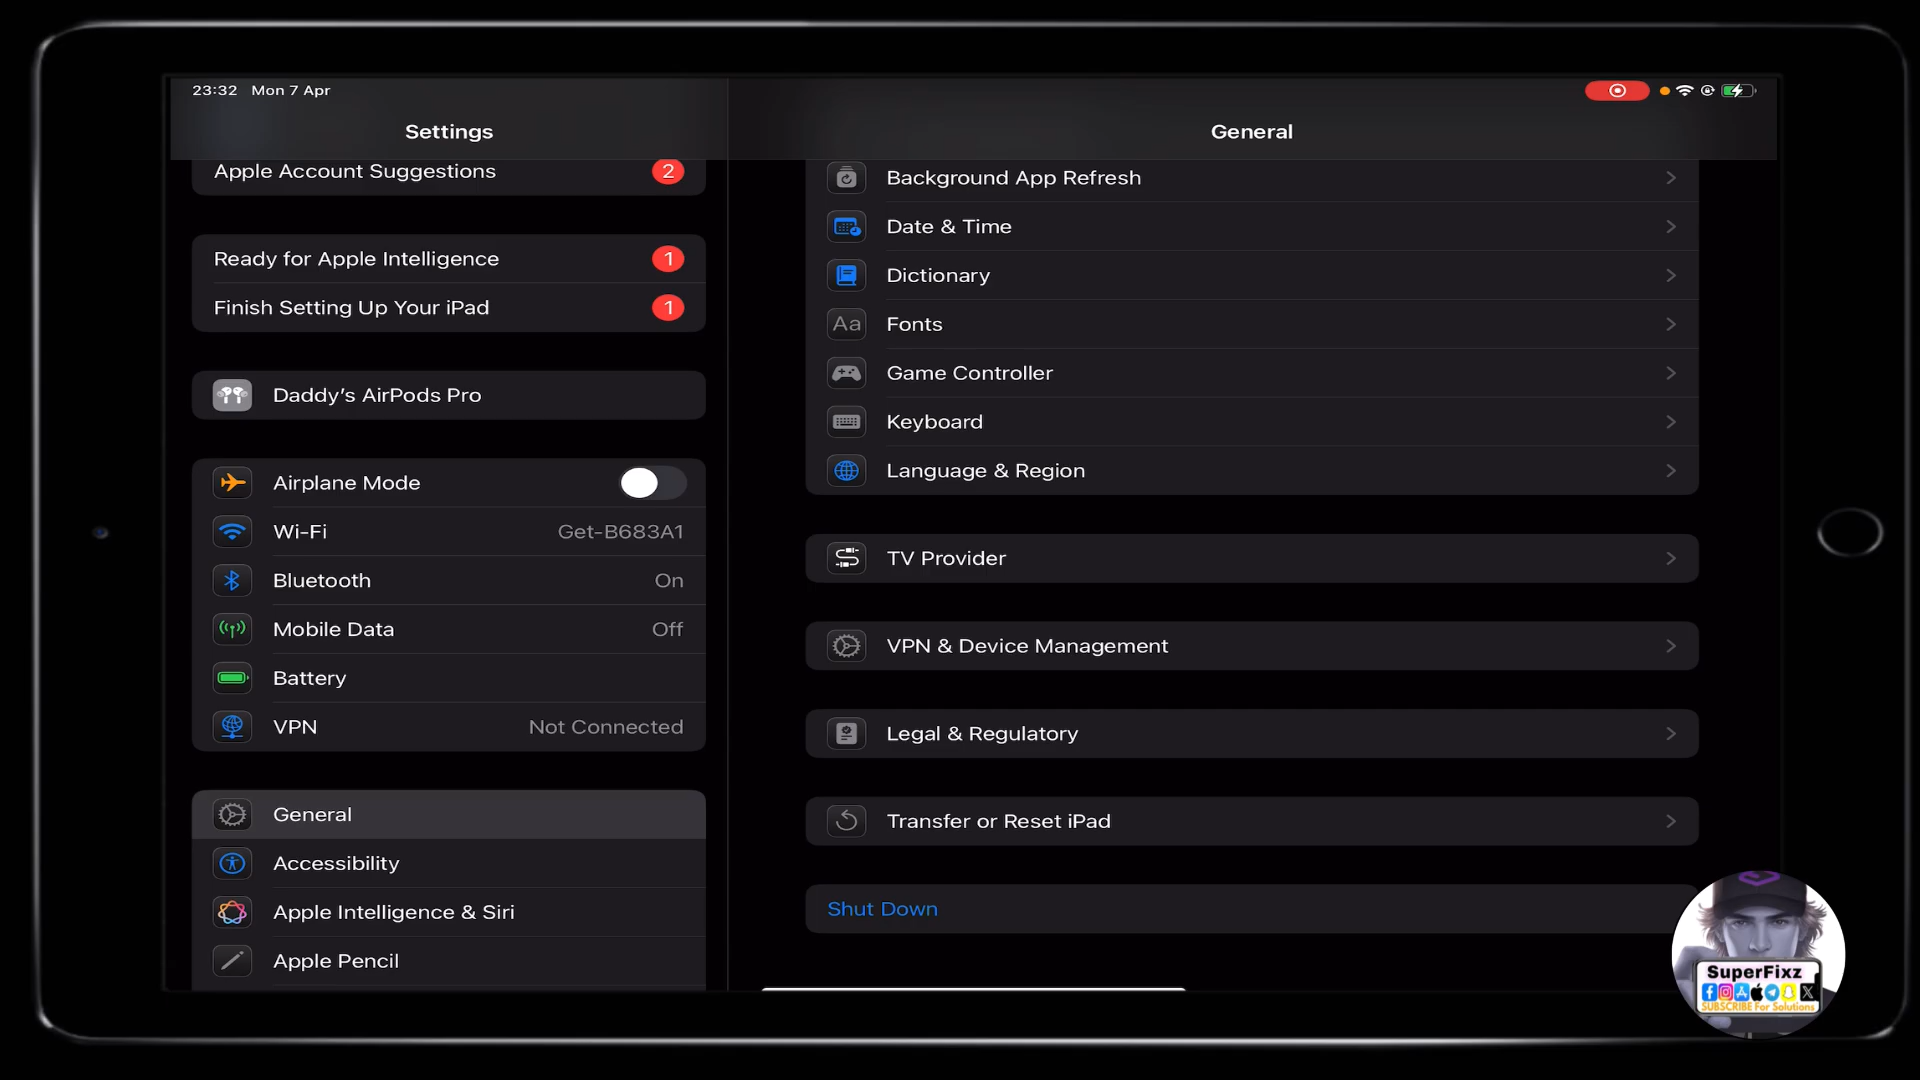 23:32 Mon 7 Apr
Settings
Apple Account Suggestions 2
Ready for Apple Intelligence 1
Finish Setting Up Your iPad 1
Daddy's AirPods Pro
Airplane Mode
Wi-Fi Get-B683A1
Bluetooth On
Mobile Data Off
Battery
VPN Not Connected
General
Accessibility
Apple Intelligence & Siri
Apple Pencil
General
Background App Refresh
Date & Time
Dictionary
Aa Fonts
Game Controller
Keyboard
Language & Region
TV Provider
VPN & Device Management
Legal & Regulatory
Transfer or Reset iPad
Shut Down
SuperFixz
SUBSCRIBE For Solutions